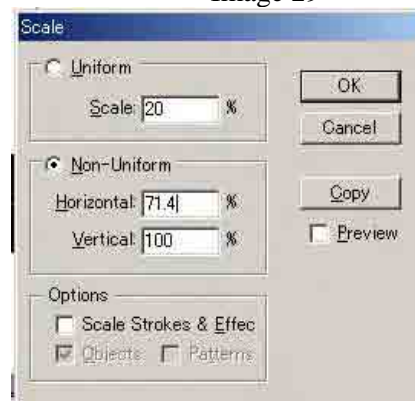 Image 29
Scale
Uniform
Scale: 20 %
OK
Cancel
Non-Uniform
Horizontal: 71.4 %
Vertical: 100 %
Copy
Preview
Options
Scale Strokes & Effec
Objects Patterns